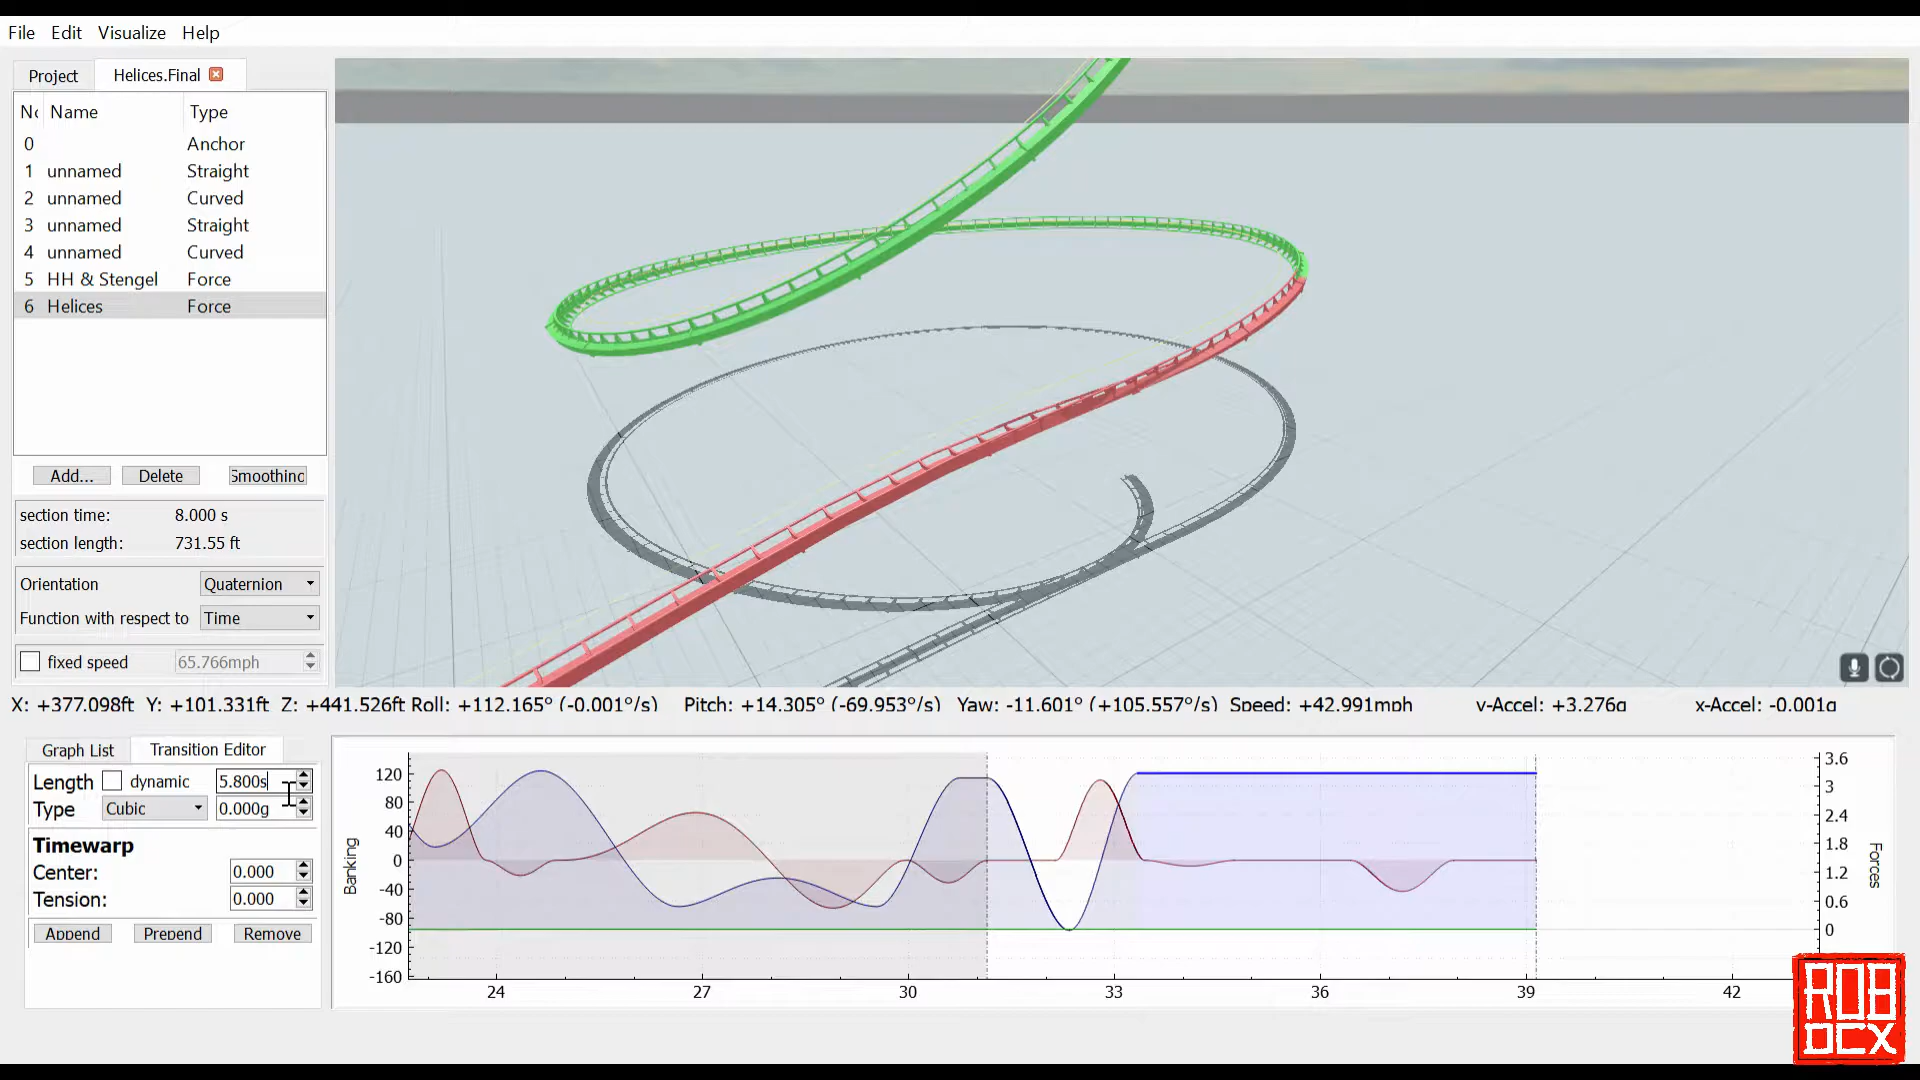 File Edit Visualize Help
Project Helices.Final
Nc Name Type
0 Anchor
1 unnamed Straight
2 unnamed Curved
3 unnamed Straight
4 unnamed Curved
5 HH & Stengel Force
6 Helices Force
Add... Delete Smoothing
section time: 8.000 s
section length: 731.55 ft
Orientation Quaternion
Function with respect to Time
fixed speed 65.766mph
X: +377.098ft Y: +101.331ft Z: +441.526ft Roll: +112.165° (-0.001°/s) Pitch: +14.305° (-69.953°/s) Yaw: -11.601° (+105.557°/s) Speed: +42.991mph v-Accel: +3.276g x-Accel: -0.001g
Graph List Transition Editor
Length dynamic 5.800s
Type Cubic 0.000g
Timewarp
Center: 0.000
Tension: 0.000
Append Prepend Remove
Banking
120
80
40
0
-40
-80
-120
-160
24 27 30 33 36 39 42
3.6
3
2.4
1.8
1.2
0.6
0
Forces
ROB
DCX